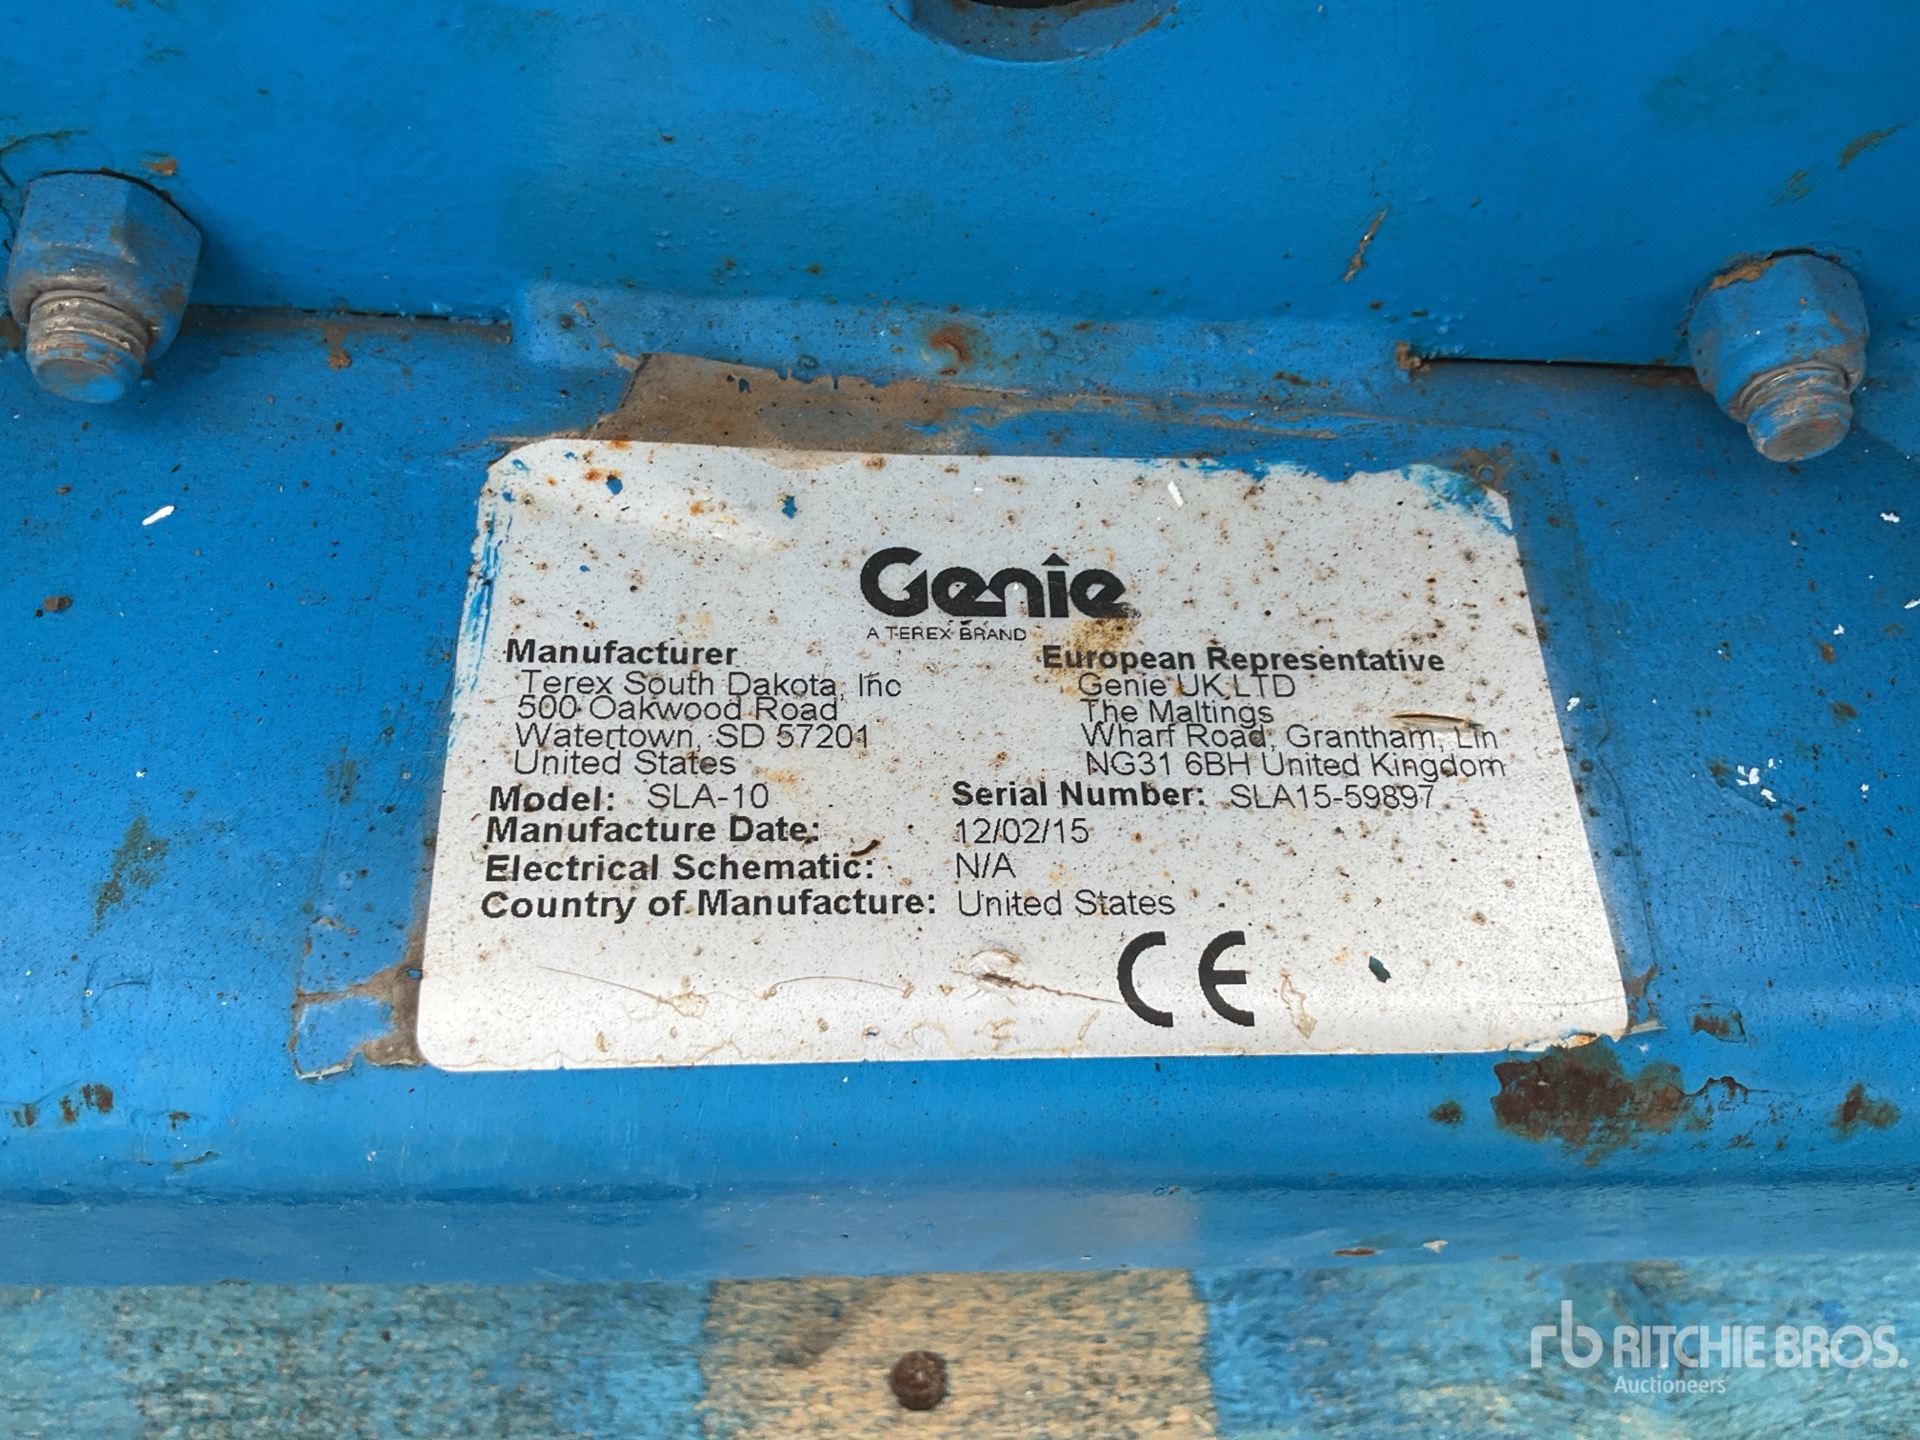 Genie
A TEREX BRAND
Manufacturer
Terex South Dakota, Inc
500 Oakwood Road
Watertown, SD 57201
United States
European Representative
Genie UK LTD
The Maltings
Wharf Road, Grantham, Lin
NG31 6BH United Kingdom
Model: SLA-10
Serial Number: SLA15-59897
Manufacture Date: 12/02/15
Electrical Schematic: N/A
Country of Manufacture: United States
CE
rb RITCHIE BROS.
Auctioneers